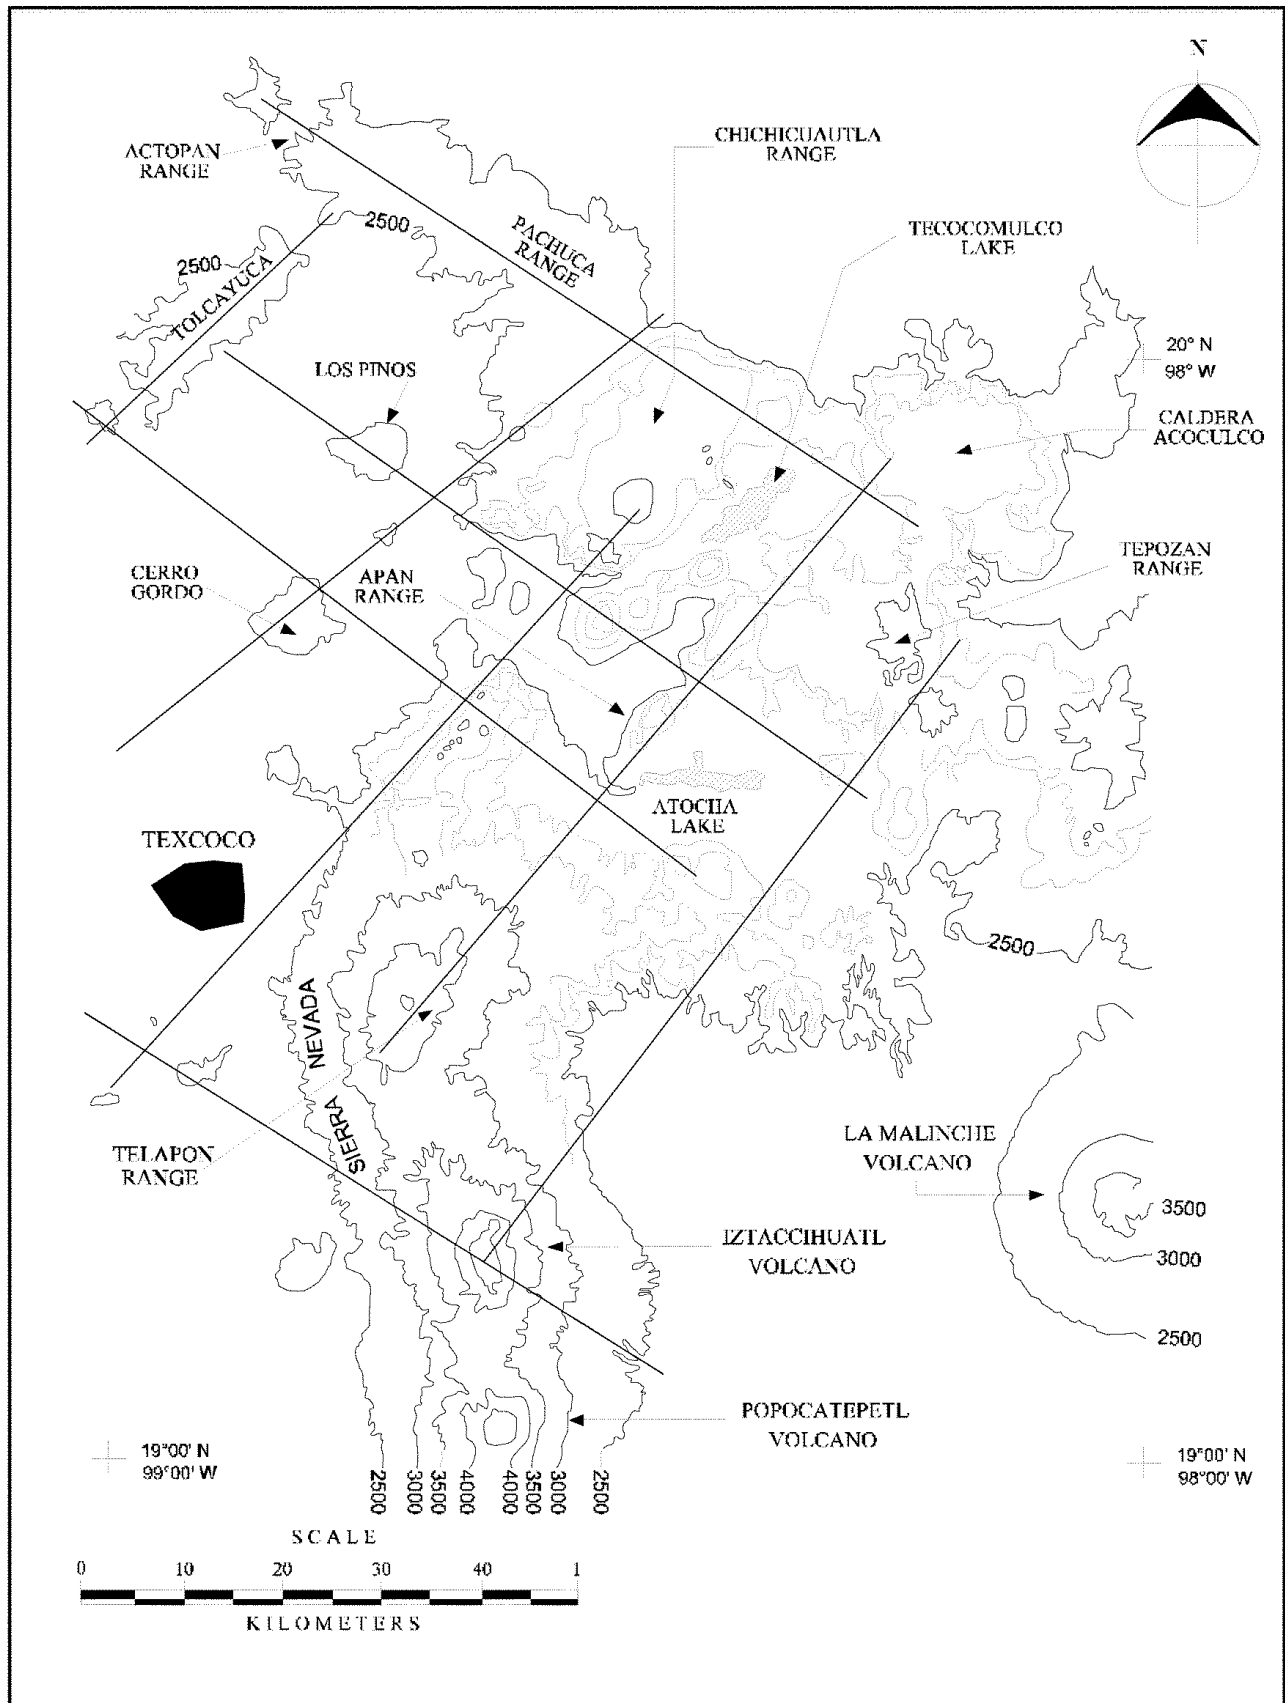 N
CHICHICUAUTLA
RANGE
ACTOPAN
RANGE
2500
PACHUCA
RANGE
TECOCOMULCO
LAKE
2500
TOLCAYUCA
20° N
98° W
LOS PINOS
CALDERA
ACOCULCO
TEPOZAN
RANGE
CERRO
GORDO
APAN
RANGE
ATOCHA
LAKE
TEXCOCO
2500
NEVADA
SIERRA
TELAPON
RANGE
LA MALINCHE
VOLCANO
3500
IZTACCIHUATL
VOLCANO
3000
2500
POPOCATEPETL
VOLCANO
19°00' N
99°00' W
19°00' N
98°00' W
2500
3000
3500
4000
4000
3500
3000
2500
SCALE
0 10 20 30 40 1
KILOMETERS